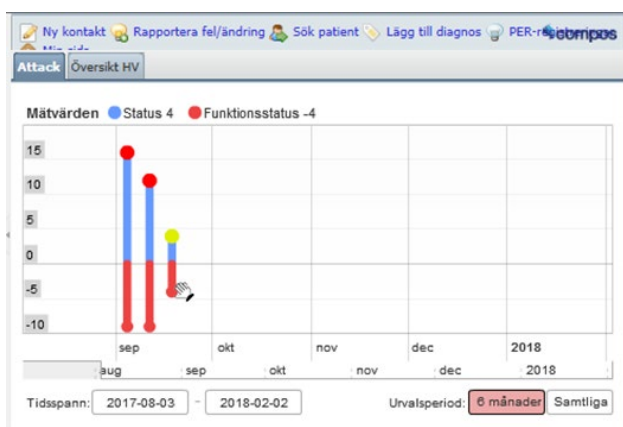 Ny kontakt Rapportera fel/ändring Sök patient Lägg till diagnos PER-r
compos
Attack Översikt HV
Mätvärden Status 4 Funktionsstatus -4
15
10
5
0
-5
-10
sep okt nov dec 2018
aug sep okt nov dec 2018
Tidsspann: 2017-08-03 - 2018-02-02 Urvalsperiod: 6 månader Samtliga